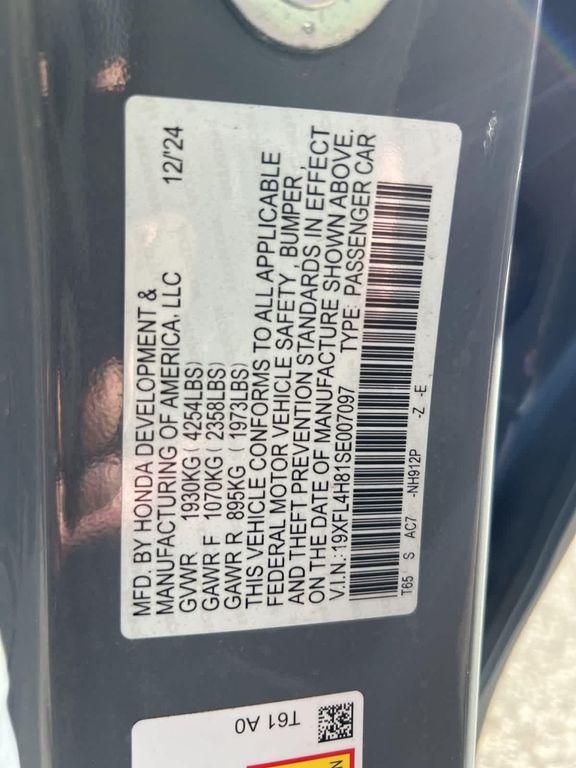 MFD. BY HONDA DEVELOPMENT &
MANUFACTURING OF AMERICA, LLC 12/'24
GVWR 1930KG (4254LBS)
GAWR F 1070KG (2358LBS)
GAWR R 895KG (1973LBS)
THIS VEHICLE CONFORMS TO ALL APPLICABLE
FEDERAL MOTOR VEHICLE SAFETY, BUMPER,
AND THEFT PREVENTION STANDARDS IN EFFECT
ON THE DATE OF MANUFACTURE SHOWN ABOVE.
V.I.N.:19XFL4H81SE007097 TYPE: PASSENGER CAR
T65 S AC7 -NH912P -Z -E
T61 A0